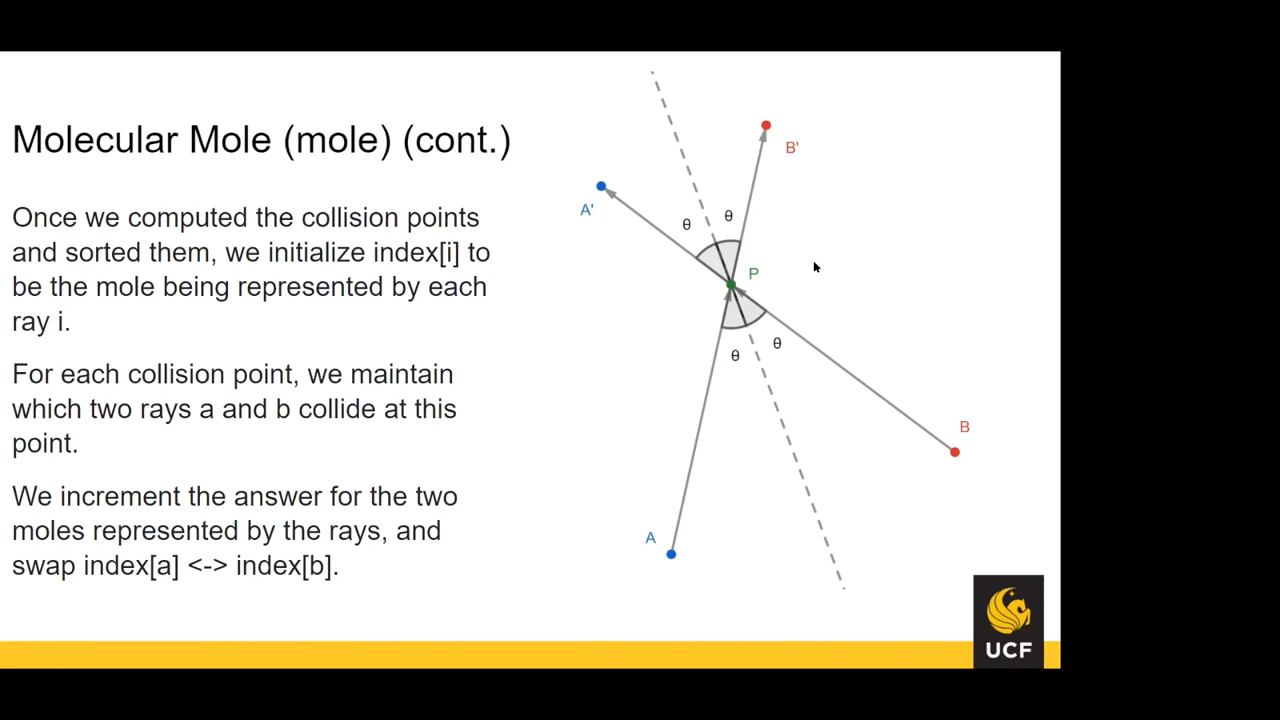 Molecular Mole (mole) (cont.)
Once we computed the collision points
and sorted them, we initialize index[i] to
be the mole being represented by each
ray i.
For each collision point, we maintain
which two rays a and b collide at this
point.
We increment the answer for the two
moles represented by the rays, and
swap index[a] <-> index[b].
B'
A'
θ
θ
P
θ
θ
B
A
UCF